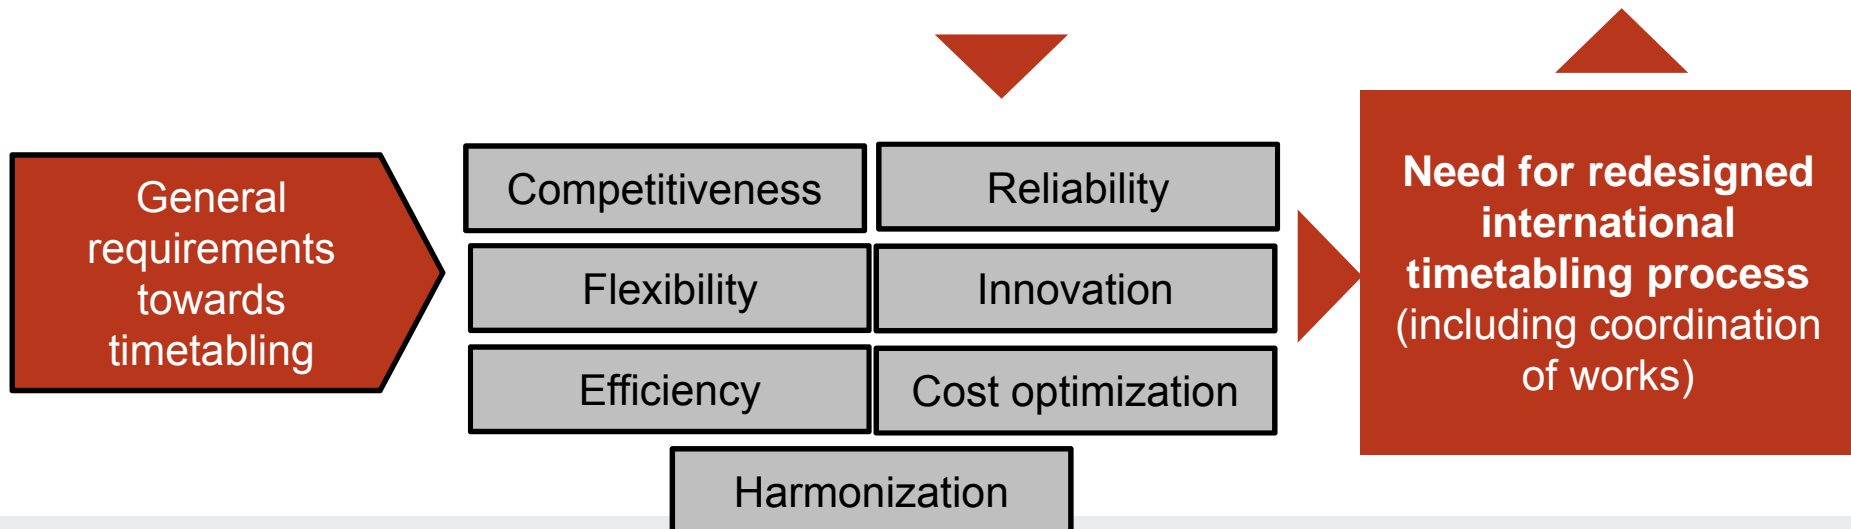 General
requirements
towards
timetabling
Competitiveness
Reliability
Flexibility
Innovation
Efficiency
Cost optimization
Harmonization
Need for redesigned
international
timetabling process
(including coordination
of works)